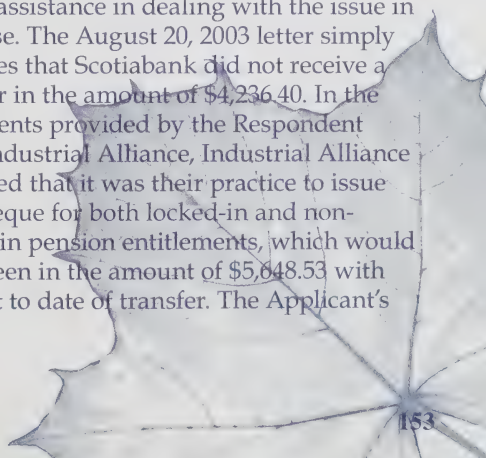 assistance in dealing with the issue in
se. The August 20, 2003 letter simply
es that Scotiabank did not receive a
r in the amount of $4,236.40. In the
ents provided by the Respondent
ndustrial Alliance, Industrial Alliance
ed that it was their practice to issue
eque for both locked-in and non-
in pension entitlements, which would
een in the amount of $5,648.53 with
t to date of transfer. The Applicant's
153